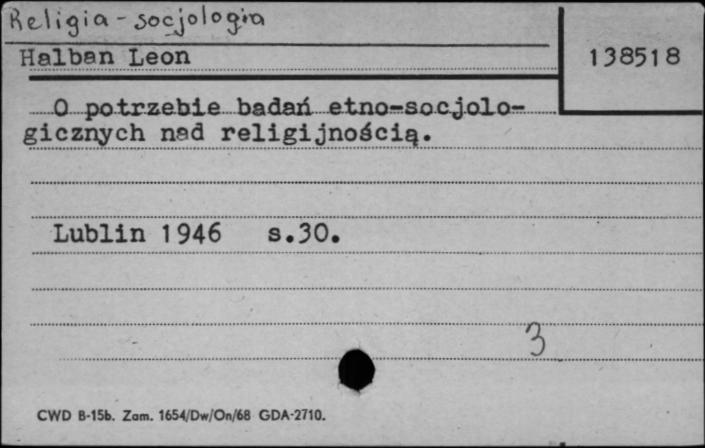 Religia - socjologia
Halban Leon
138518
O potrzebie badań etno-socjolo-
gicznych nad religijnością.
Lublin 1946 s.30.
3
CWD B-15b. Zam. 1654/Dw/On/68 GDA-2710.